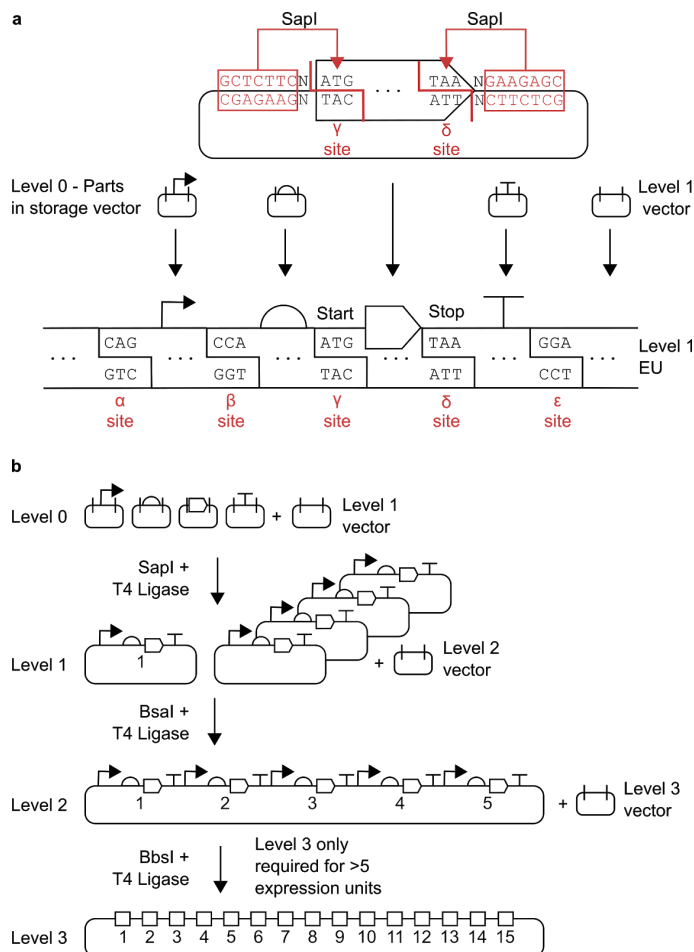 a
SapI SapI
GCTCTTCN ATG TAA NGAAGAGC
CGAGAAGN TAC ... ATT NCTTCTCG
γ δ
site site
Level 0 - Parts
in storage vector
Level 1
vector
Start Stop
CAG CCA ATG TAA GGA
... ... ... ... ... ...
GTC GGT TAC ATT CCT
Level 1
EU
α β γ δ ε
site site site site site
b
Level 0 + Level 1
vector
SapI +
T4 Ligase
Level 1 1 + Level 2
vector
BsaI +
T4 Ligase
Level 2 1 2 3 4 5 + Level 3
vector
BbsI +
T4 Ligase
Level 3 only
required for >5
expression units
Level 3 1 2 3 4 5 6 7 8 9 10 11 12 13 14 15